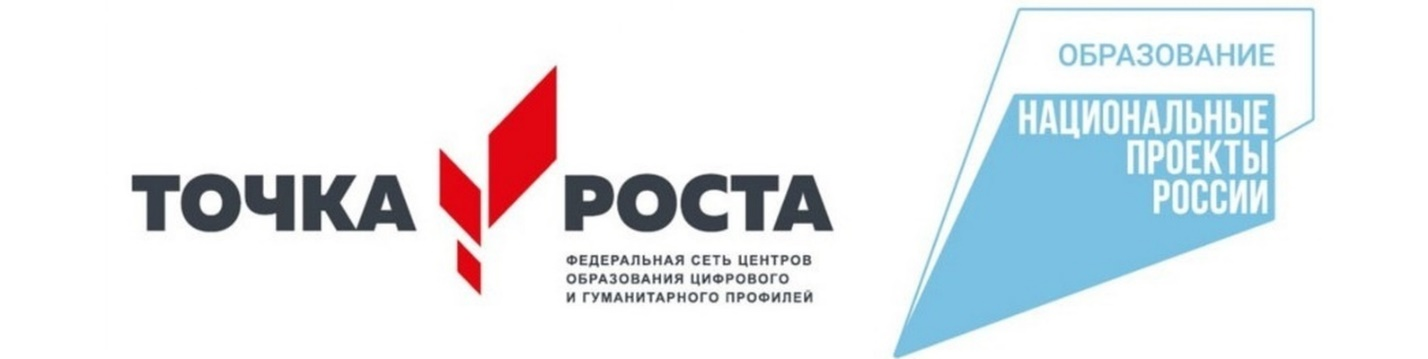 ТОЧКА РОСТА
ФЕДЕРАЛЬНАЯ СЕТЬ ЦЕНТРОВ
ОБРАЗОВАНИЯ ЦИФРОВОГО
И ГУМАНИТАРНОГО ПРОФИЛЕЙ
ОБРАЗОВАНИЕ
НАЦИОНАЛЬНЫЕ
ПРОЕКТЫ
РОССИИ